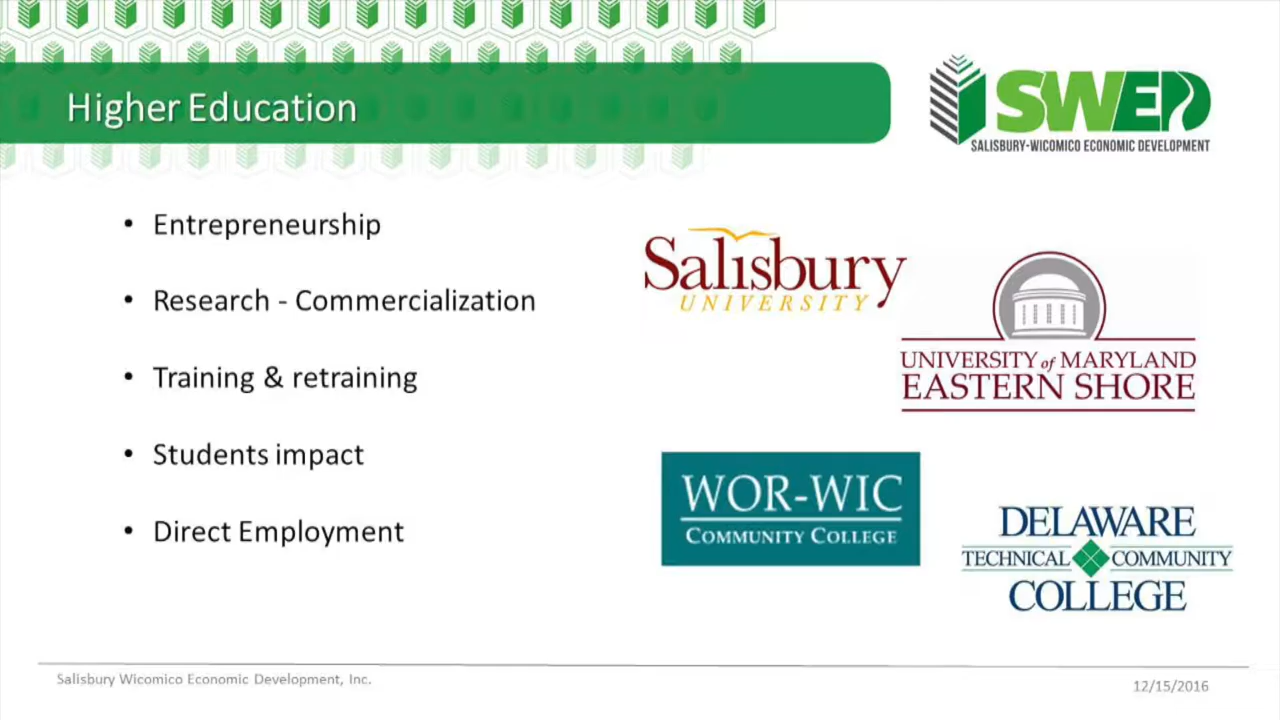 Higher Education
SWED
SALISBURY-WICOMICO ECONOMIC DEVELOPMENT
• Entrepreneurship
• Research - Commercialization
• Training & retraining
• Students impact
• Direct Employment
Salisbury
UNIVERSITY
UNIVERSITY of MARYLAND
EASTERN SHORE
WOR-WIC
COMMUNITY COLLEGE
DELAWARE
TECHNICAL COMMUNITY
COLLEGE
Salisbury Wicomico Economic Development, Inc.
12/15/2016